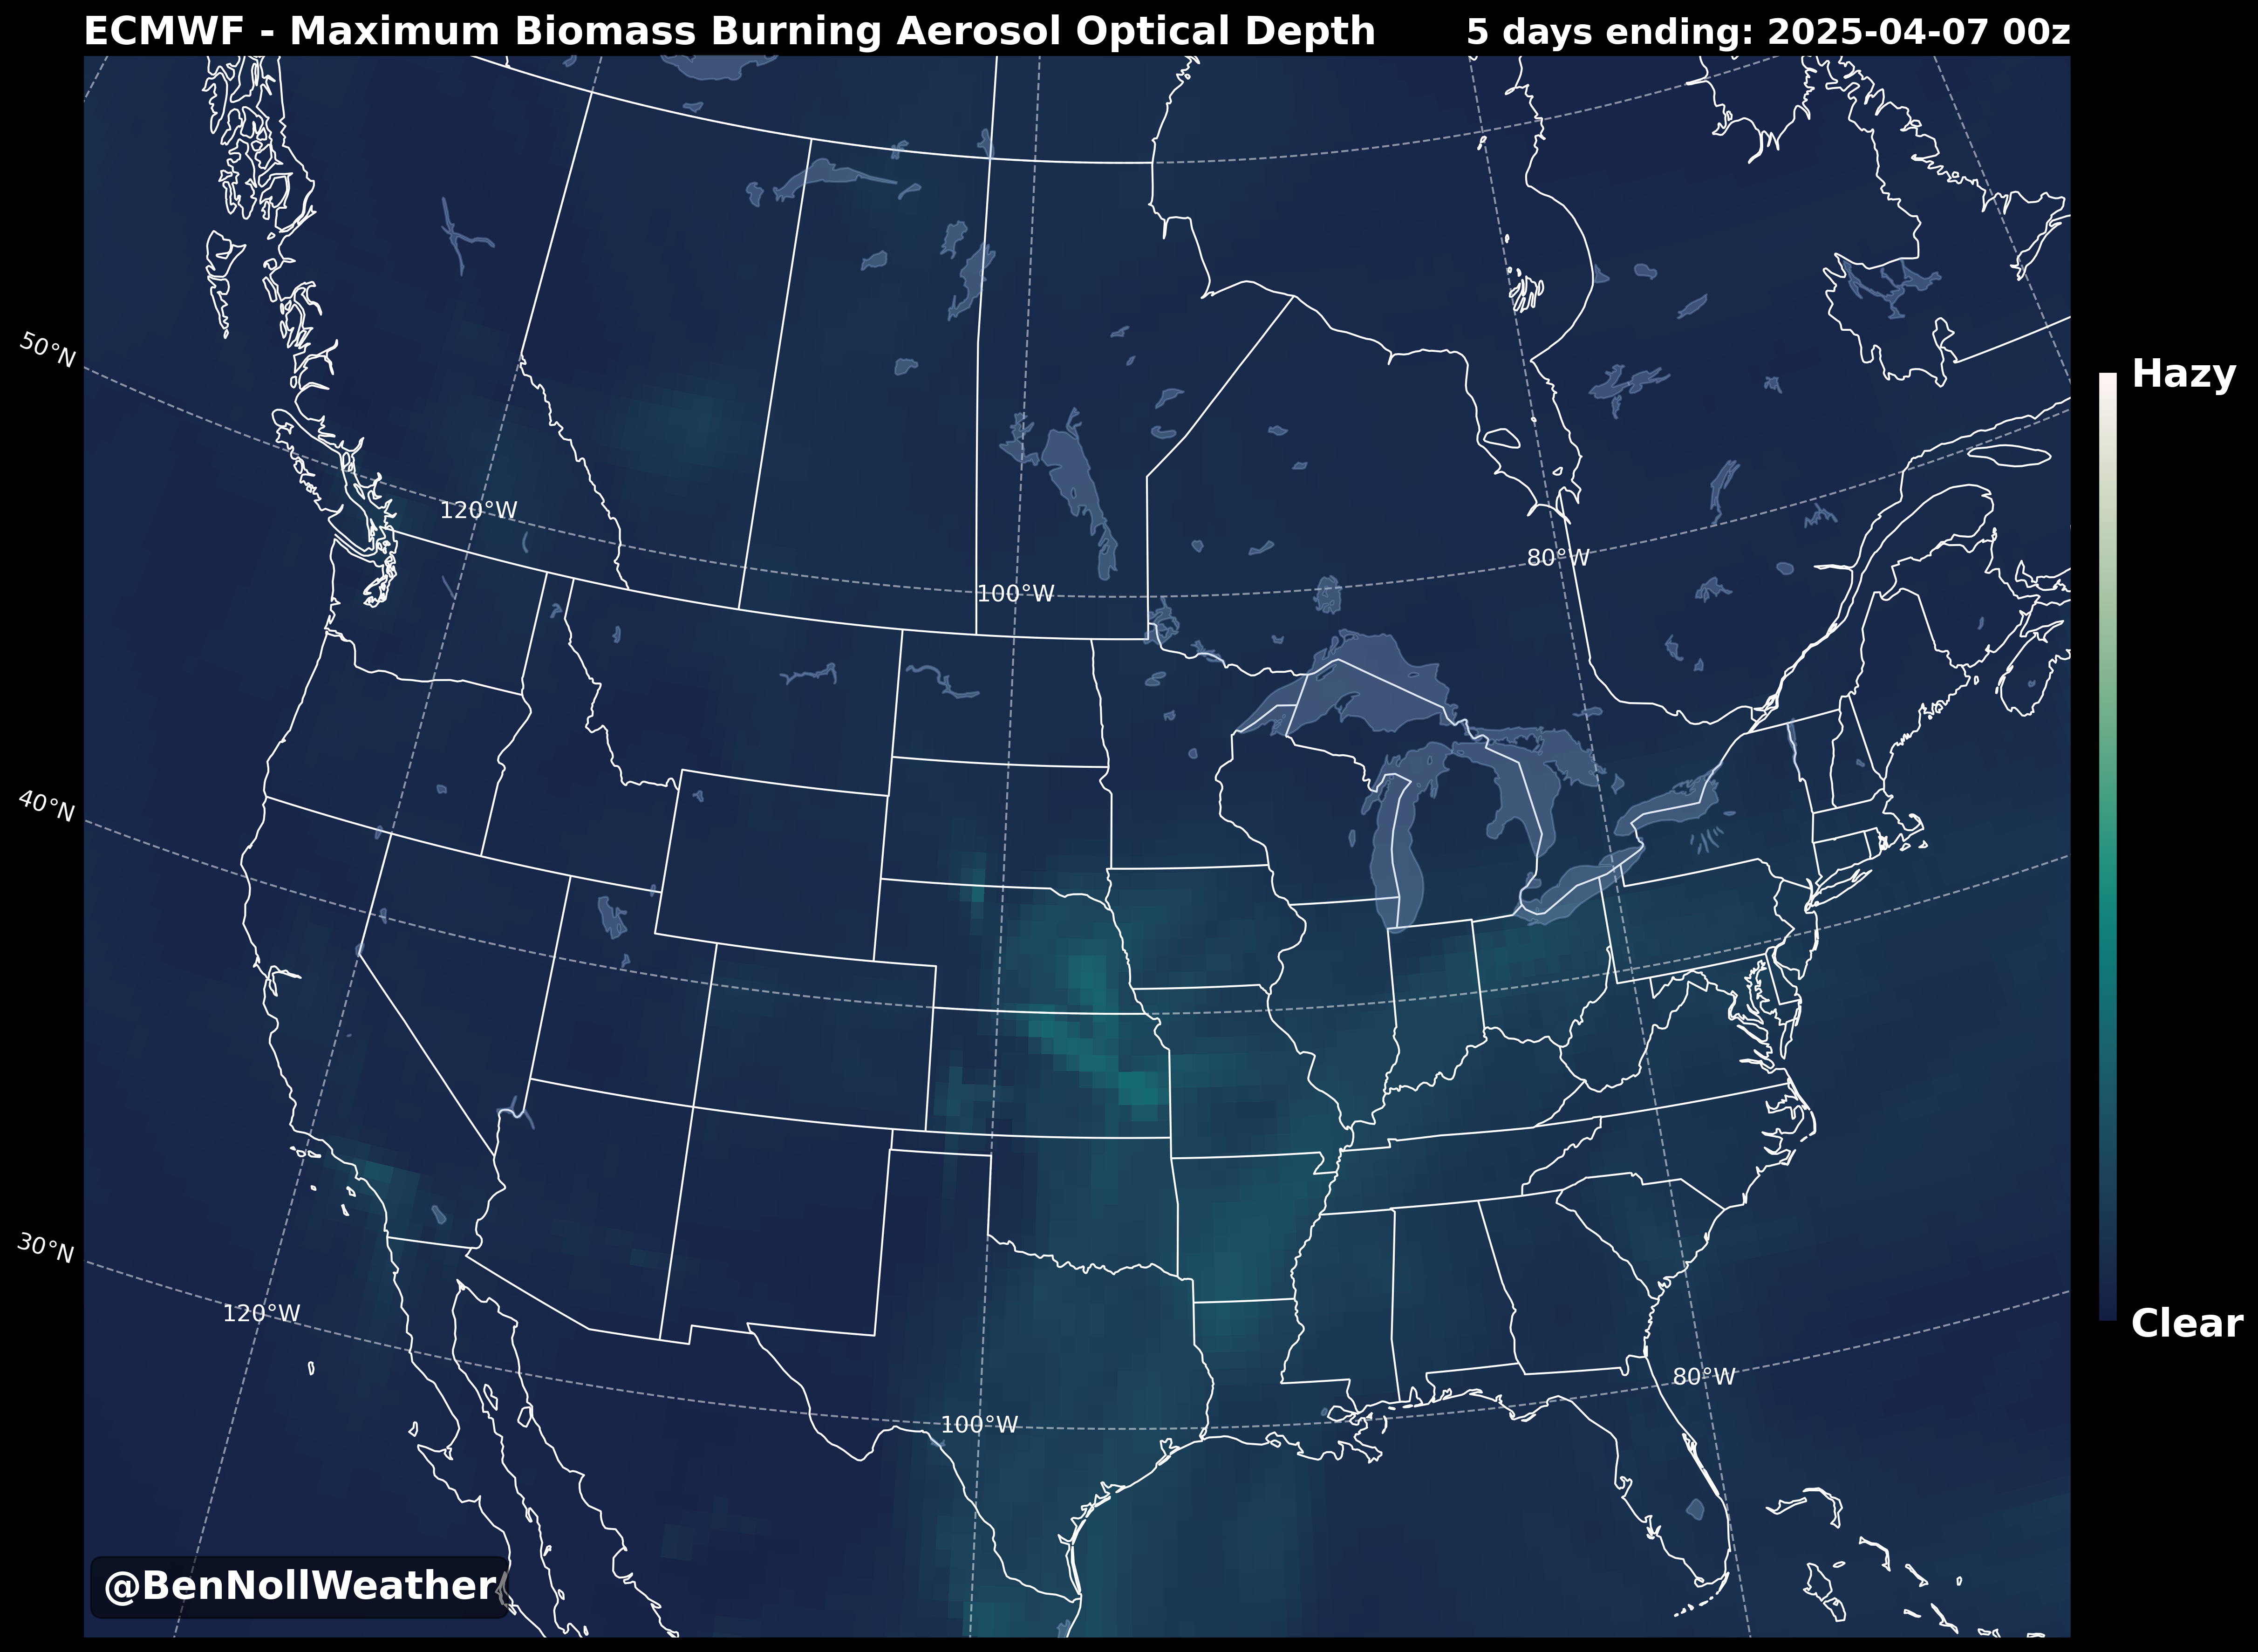 ECMWF - Maximum Biomass Burning Aerosol Optical Depth
5 days ending: 2025-04-07 00z
50°N
Hazy
120°W
80°W
100°W
40°N
30°N
120°W
Clear
80°W
100°W
@BenNollWeather